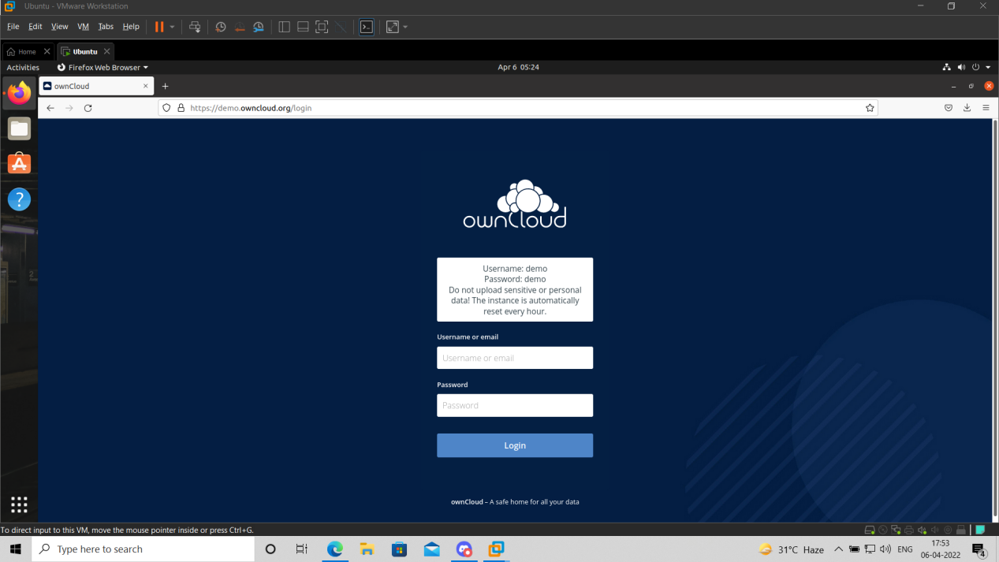 Ubuntu - VMware Workstation
File Edit View VM Tabs Help
Home Ubuntu
Activities Firefox Web Browser Apr 6 05:24
ownCloud
https://demo.owncloud.org/login
ownCloud
Username: demo
Password: demo
Do not upload sensitive or personal
data! The instance is automatically
reset every hour.
Username or email
Username or email
Password
Password
Login
ownCloud – A safe home for all your data
To direct input to this VM, move the mouse pointer inside or press Ctrl+G.
Type here to search
31°C Haze
ENG
17:53
06-04-2022
4